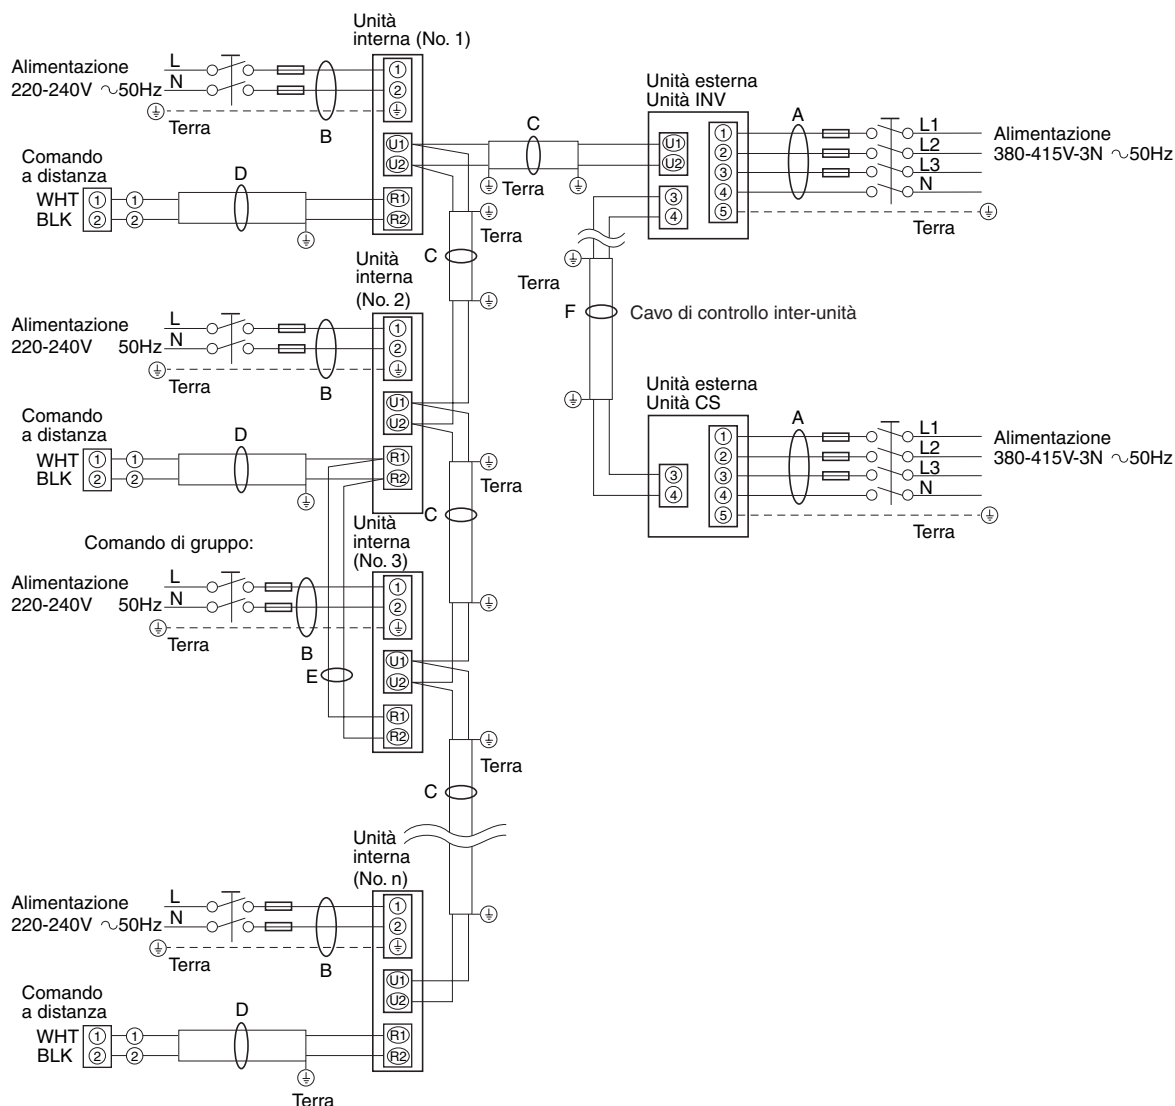 Unità
interna (No. 1)
Alimentazione
220-240V ~50Hz
L
N
Terra
B
1
2
U1
U2
R1
R2
Comando
a distanza
WHT
BLK
1
2
1
2
D
C
Terra
Unità esterna
Unità INV
U1
U2
3
4
1
2
3
4
5
A
L1
L2
L3
N
Terra
Alimentazione
380-415V-3N ~50Hz
Terra
C
Terra
F
Cavo di controllo inter-unità
Unità
interna
(No. 2)
Alimentazione
220-240V 50Hz
L
N
Terra
B
1
2
U1
U2
R1
R2
Comando
a distanza
WHT
BLK
1
2
1
2
D
Terra
C
Unità esterna
Unità CS
3
4
1
2
3
4
5
A
L1
L2
L3
N
Terra
Alimentazione
380-415V-3N ~50Hz
Comando di gruppo:
Unità
interna
(No. 3)
Alimentazione
220-240V 50Hz
L
N
Terra
B
E
1
2
U1
U2
R1
R2
Terra
C
Unità
interna
(No. n)
Alimentazione
220-240V ~50Hz
L
N
Terra
B
1
2
U1
U2
R1
R2
Comando
a distanza
WHT
BLK
1
2
1
2
D
Terra